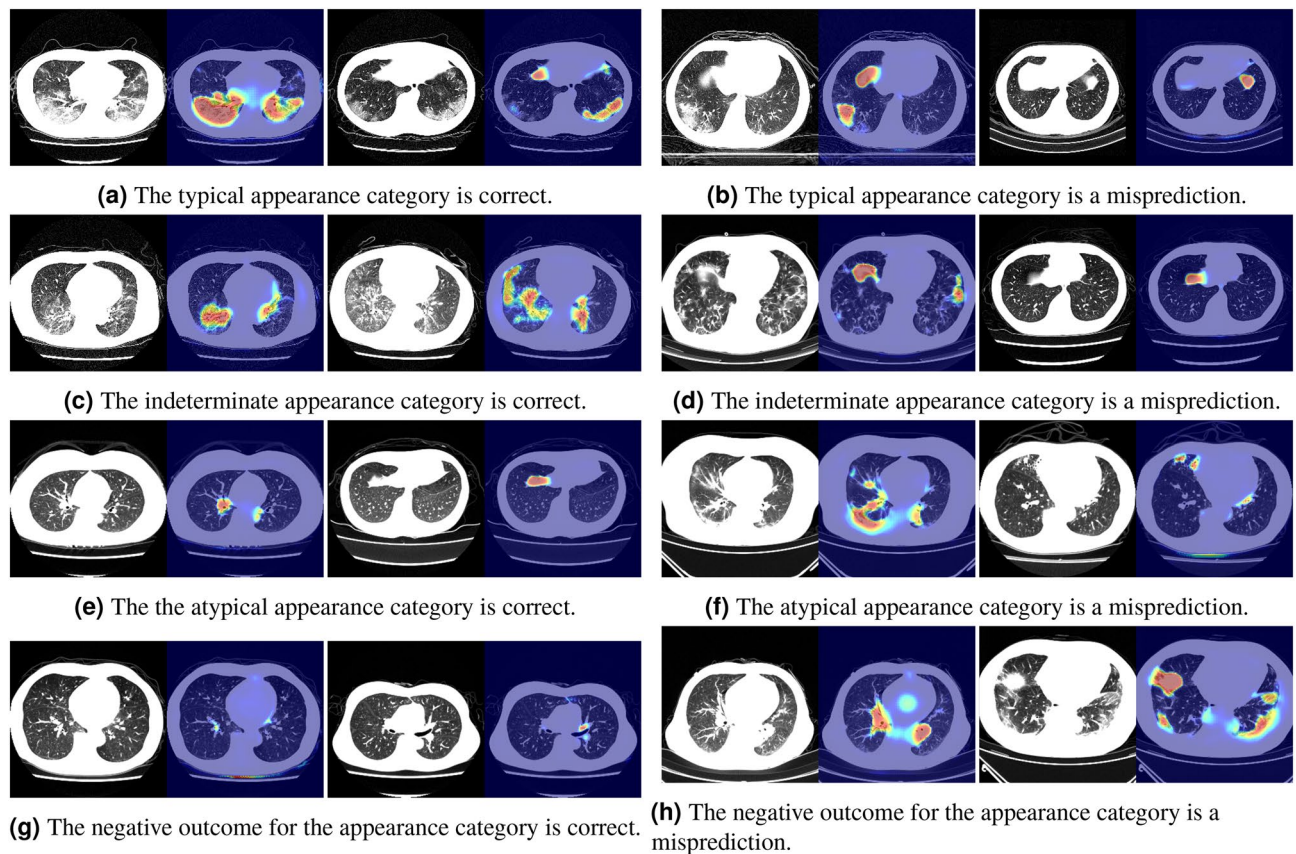 (a) The typical appearance category is correct.
(b) The typical appearance category is a misprediction.
(c) The indeterminate appearance category is correct.
(d) The indeterminate appearance category is a misprediction.
(e) The the atypical appearance category is correct.
(f) The atypical appearance category is a misprediction.
(g) The negative outcome for the appearance category is correct.
(h) The negative outcome for the appearance category is a
misprediction.